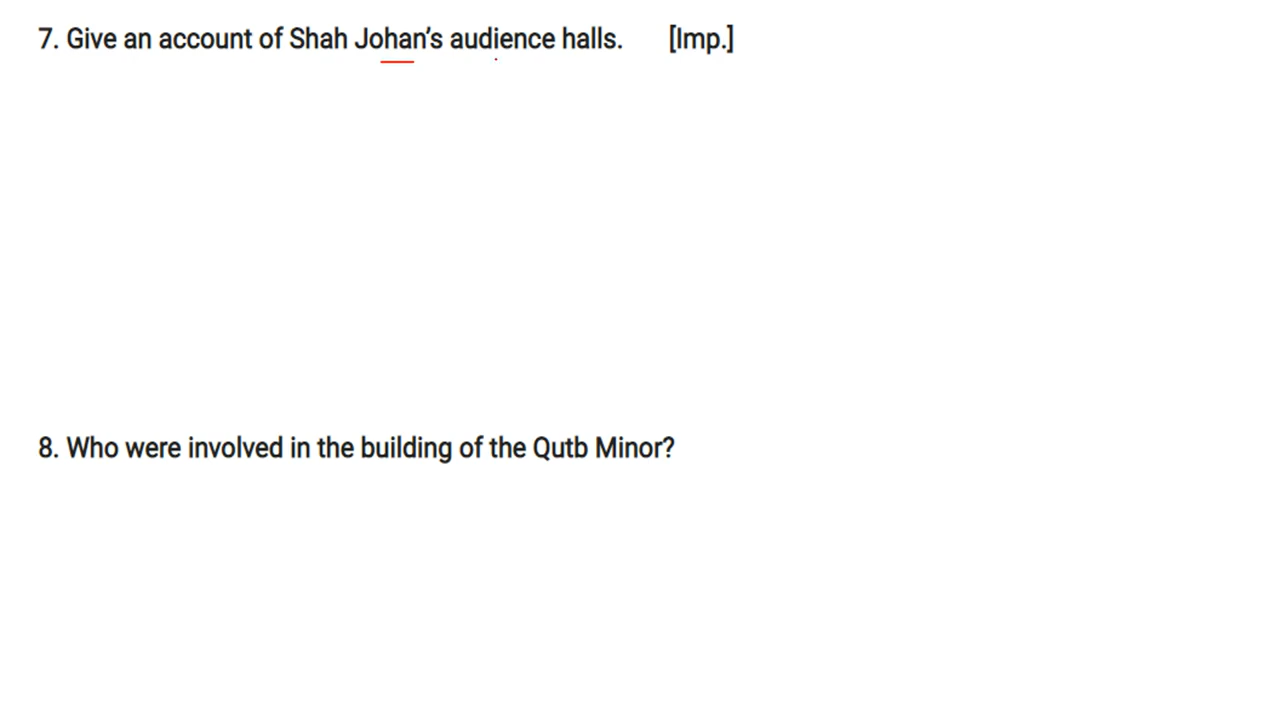 7. Give an account of Shah Johan’s audience halls. [Imp.]
8. Who were involved in the building of the Qutb Minor?